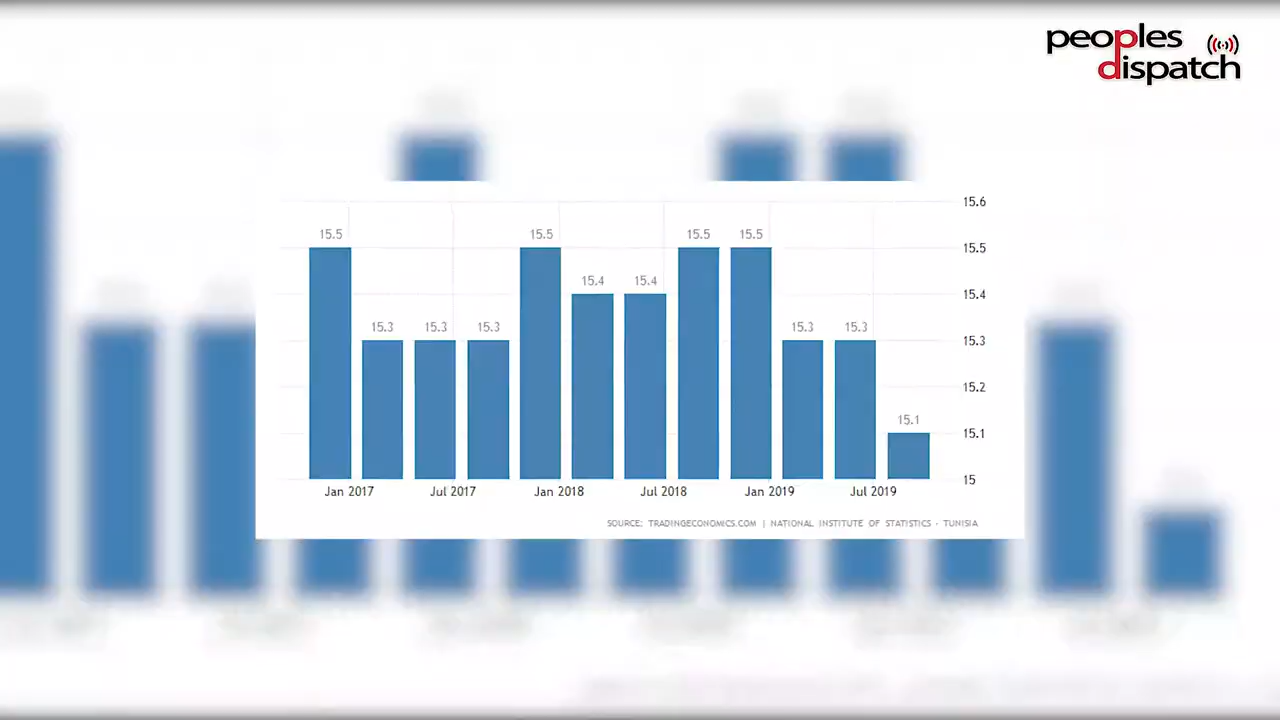 peoples
dispatch
15.6
15.5 15.5 15.5 15.5 15.5
15.4 15.4 15.4
15.3 15.3 15.3 15.3 15.3 15.3
15.2
15.1 15.1
15
Jan 2017 Jul 2017 Jan 2018 Jul 2018 Jan 2019 Jul 2019
SOURCE: TRADINGECONOMICS.COM | NATIONAL INSTITUTE OF STATISTICS - TUNISIA